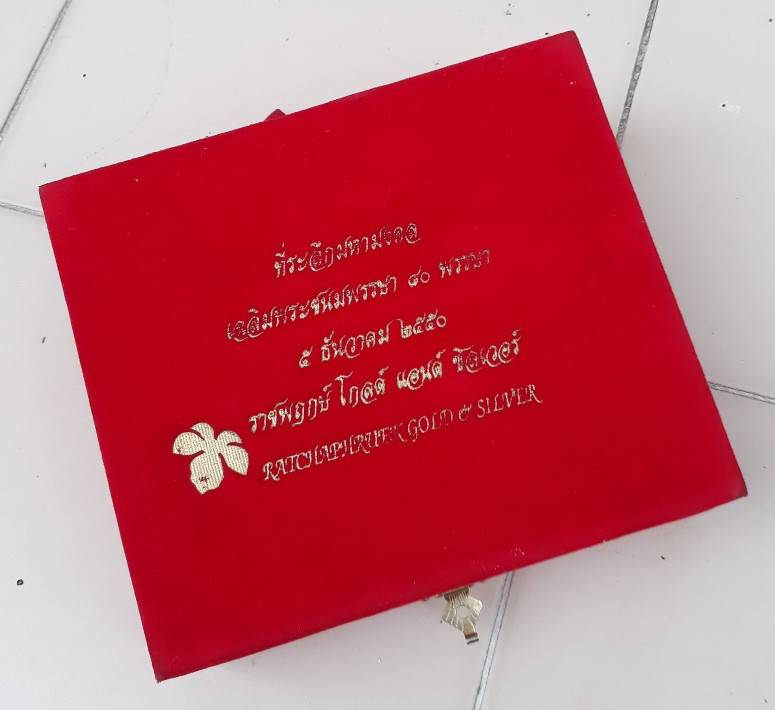 ที่ระลึกมหามงคล
เฉลิมพระชนมพรรษา ๘๐ พรรษา
๕ ธันวาคม ๒๕๕๐
ราชพฤกษ์ โกลด์ แอนด์ ซิลเวอร์
RATCHAPHRUEK GOLD & SILVER